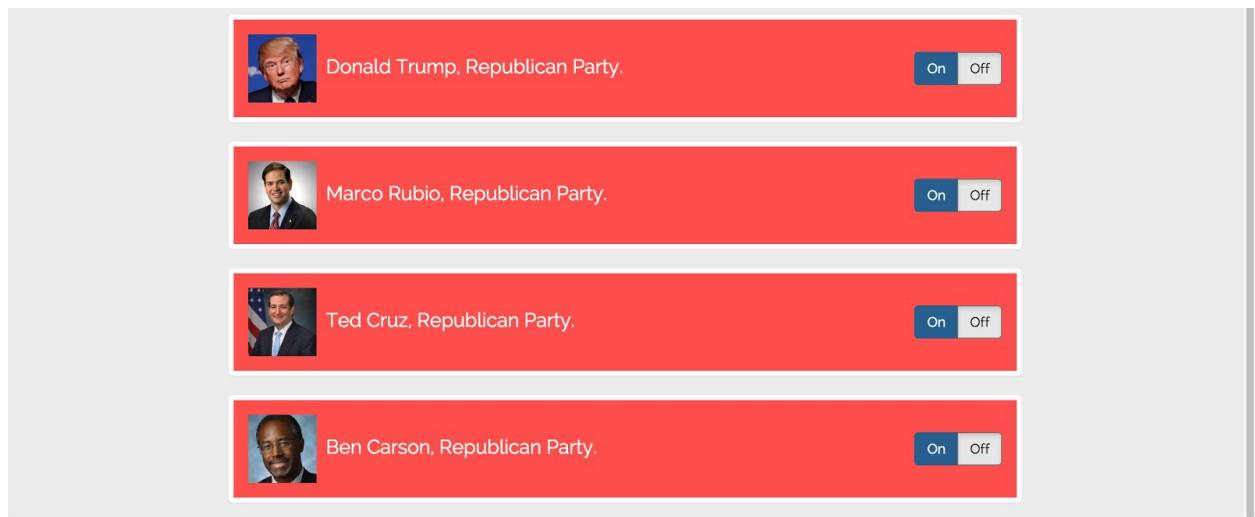 Donald Trump, Republican Party. On Off
Marco Rubio, Republican Party. On Off
Ted Cruz, Republican Party. On Off
Ben Carson, Republican Party. On Off